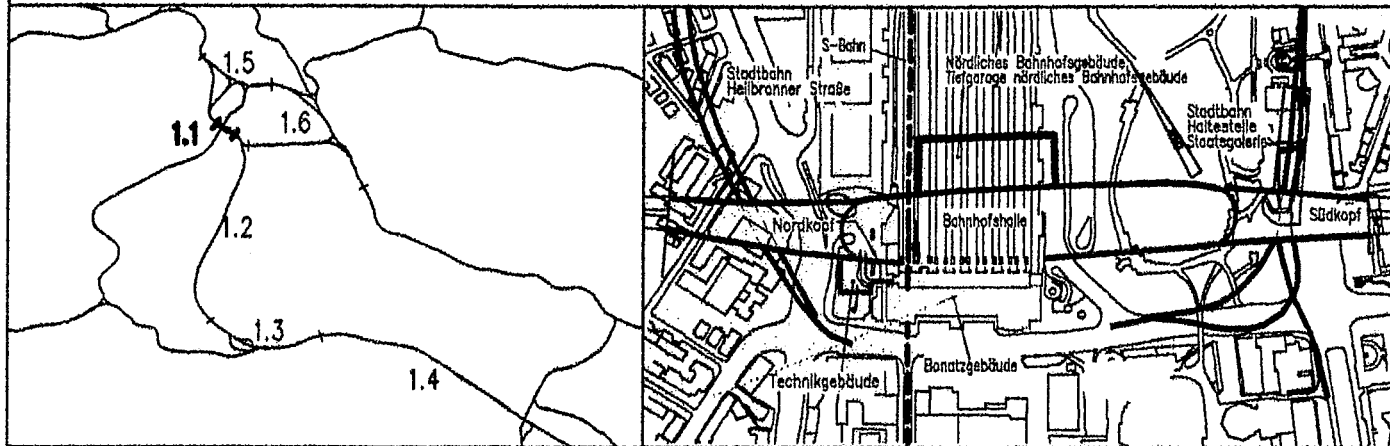 1.5
1.6
1.1
1.2
1.3
1.4
S-Bahn
Nördliches Bahnhofsgebäude,
Tiefgarage nördliches Bahnhofsgebäude
Stadtbahn
Heilbronner Straße
Stadtbahn
Haltestelle
Staatsgalerie
Nordkopf
Bahnhofshalle
Südkopf
Technikgebäude
Bonatzgebäude